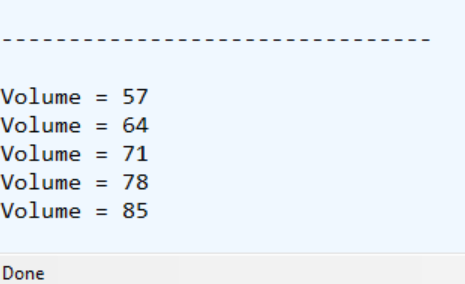 --------------------------------
Volume = 57
Volume = 64
Volume = 71
Volume = 78
Volume = 85
Done